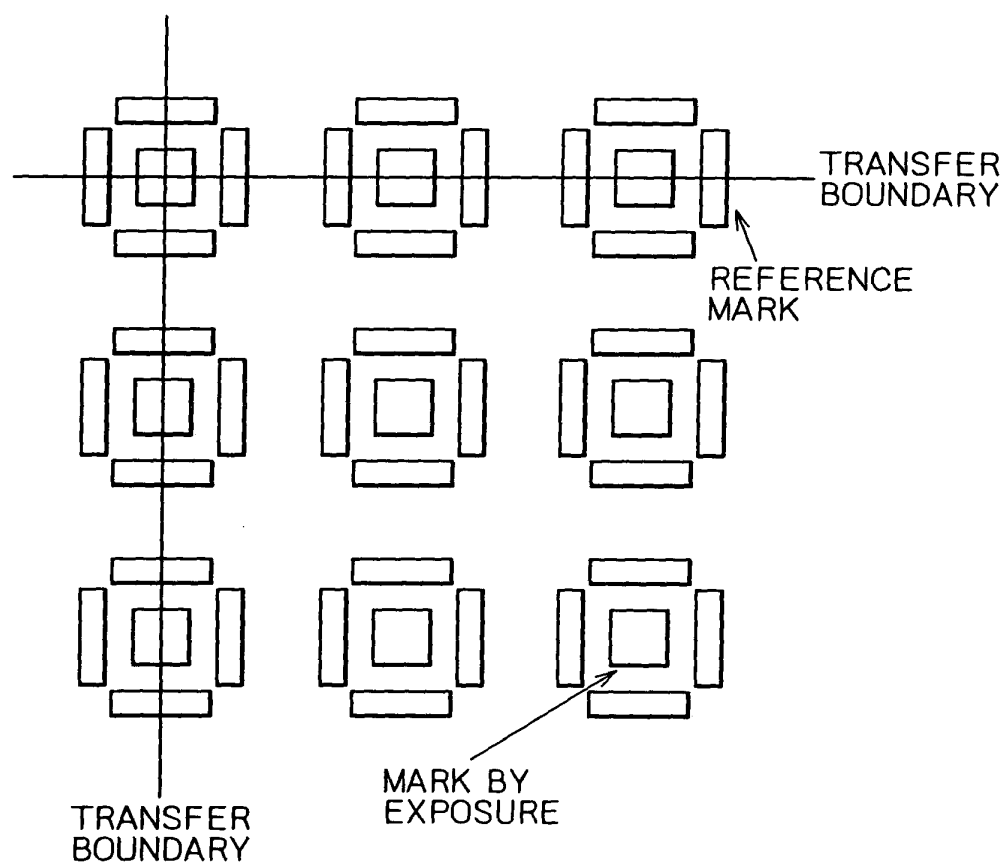 TRANSFER
BOUNDARY
REFERENCE
MARK
MARK BY
EXPOSURE
TRANSFER
BOUNDARY